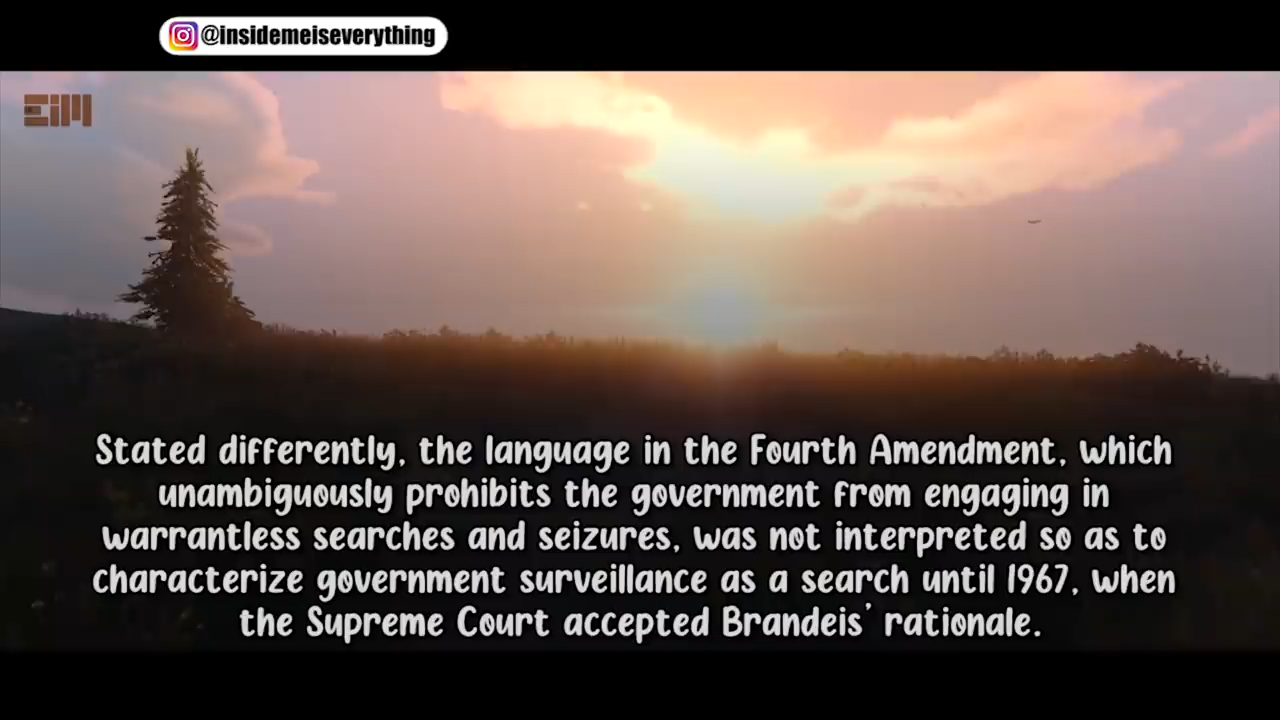 @insidemeiseverything
EiM
Stated differently, the language in the Fourth Amendment, which
unambiguously prohibits the government from engaging in
warrantless searches and seizures, was not interpreted so as to
characterize government surveillance as a search until 1967, when
the Supreme Court accepted Brandeis' rationale.